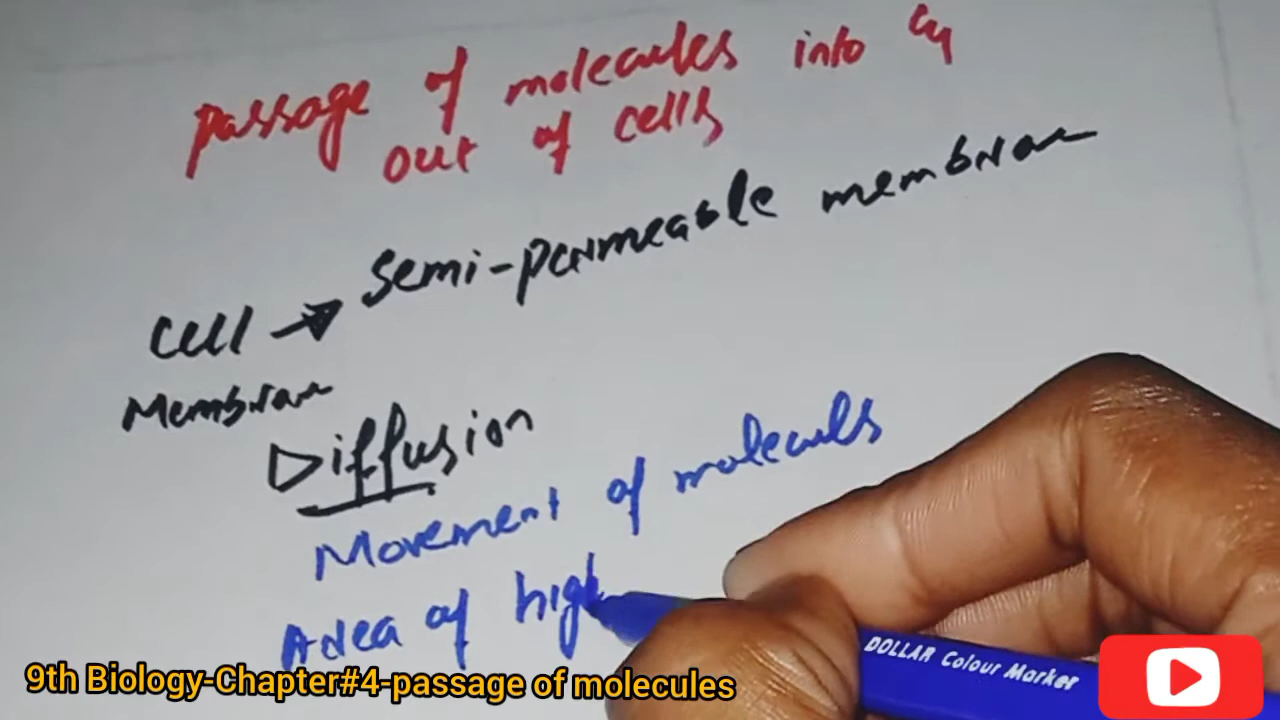 passage of molecules into &
out of cells
Cell → Semi-permeable membrane
Membrane
Diffusion
Movement of molecules
Area of high
DOLLAR Colour Marker
9th Biology-Chapter#4-passage of molecules